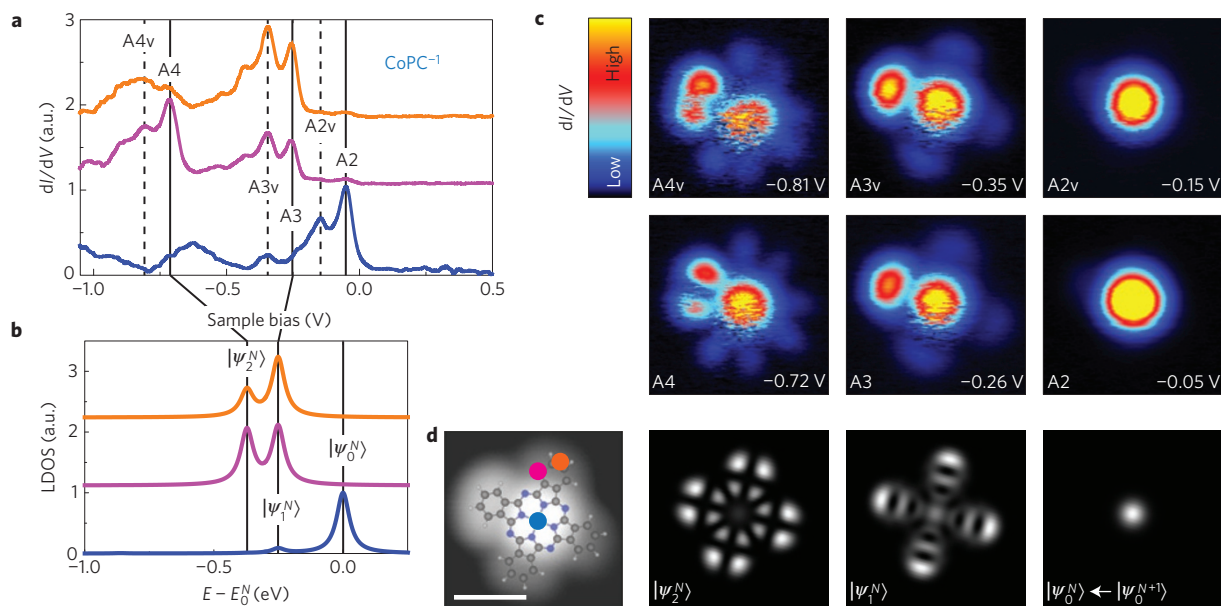 a
3
2
1
0
dI/dV (a.u.)
A4v
A4
CoPC⁻¹
A2v
A2
A3v
A3
−1.0
−0.5
0.0
0.5
Sample bias (V)
b
3
2
1
0
LDOS (a.u.)
|ψ₂ᴺ⟩
|ψ₀ᴺ⟩
|ψ₁ᴺ⟩
−1.0
−0.5
0.0
E − E₀ᴺ (eV)
c
High
Low
dI/dV
A4v −0.81 V
A3v −0.35 V
A2v −0.15 V
A4 −0.72 V
A3 −0.26 V
A2 −0.05 V
d
|ψ₂ᴺ⟩
|ψ₁ᴺ⟩
|ψ₀ᴺ⟩ ← |ψ₀ᴺ⁺¹⟩